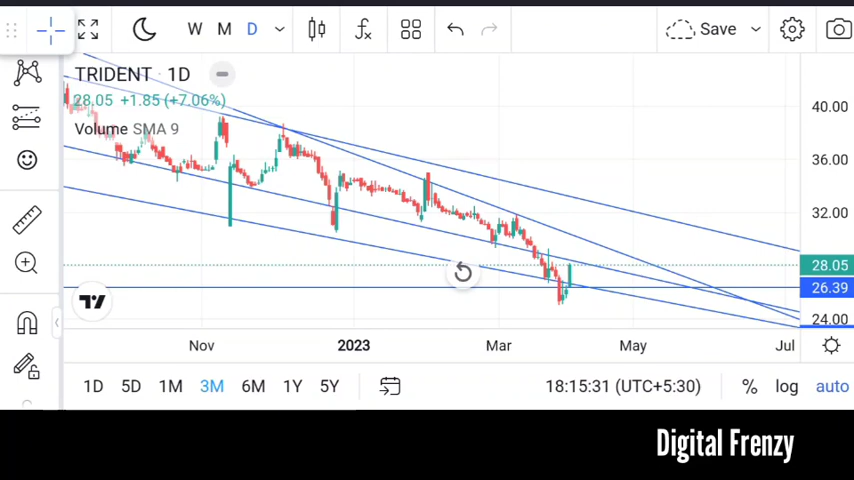 W M D Save
TRIDENT · 1D
28.05 +1.85 (+7.06%)
Volume SMA 9
40.00
36.00
32.00
28.05
26.39
24.00
Nov 2023 Mar May Jul
1D 5D 1M 3M 6M 1Y 5Y 18:15:31 (UTC+5:30) % log auto
Digital Frenzy